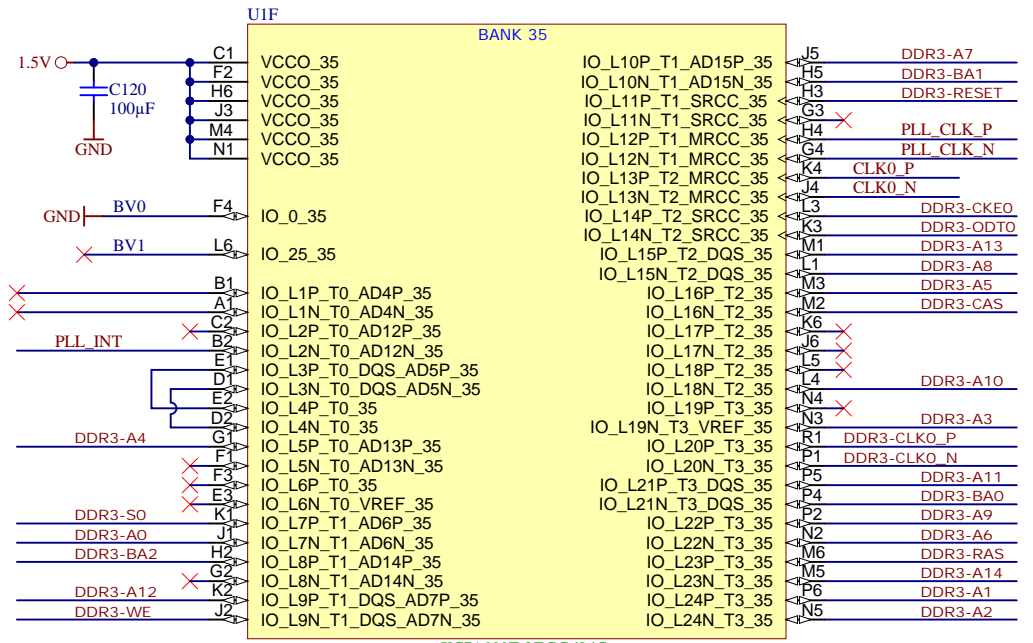 U1F
BANK 35
1.5V
C120
100µF
GND
C1 VCCO_35
F2 VCCO_35
H6 VCCO_35
J3 VCCO_35
M4 VCCO_35
N1 VCCO_35
GND BV0 F4 IO_0_35
BV1 L6 IO_25_35
B1 IO_L1P_T0_AD4P_35
A1 IO_L1N_T0_AD4N_35
C2 IO_L2P_T0_AD12P_35
PLL_INT B2 IO_L2N_T0_AD12N_35
E1 IO_L3P_T0_DQS_AD5P_35
D1 IO_L3N_T0_DQS_AD5N_35
E2 IO_L4P_T0_35
D2 IO_L4N_T0_35
DDR3-A4 G1 IO_L5P_T0_AD13P_35
F1 IO_L5N_T0_AD13N_35
F3 IO_L6P_T0_35
E3 IO_L6N_T0_VREF_35
DDR3-S0 K1 IO_L7P_T1_AD6P_35
DDR3-A0 J1 IO_L7N_T1_AD6N_35
DDR3-BA2 H2 IO_L8P_T1_AD14P_35
G2 IO_L8N_T1_AD14N_35
DDR3-A12 K2 IO_L9P_T1_DQS_AD7P_35
DDR3-WE J2 IO_L9N_T1_DQS_AD7N_35
IO_L10P_T1_AD15P_35 J5 DDR3-A7
IO_L10N_T1_AD15N_35 H5 DDR3-BA1
IO_L11P_T1_SRCC_35 H3 DDR3-RESET
IO_L11N_T1_SRCC_35 G3
IO_L12P_T1_MRCC_35 H4 PLL_CLK_P
IO_L12N_T1_MRCC_35 G4 PLL_CLK_N
IO_L13P_T2_MRCC_35 K4 CLK0_P
IO_L13N_T2_MRCC_35 J4 CLK0_N
IO_L14P_T2_SRCC_35 L3 DDR3-CKE0
IO_L14N_T2_SRCC_35 K3 DDR3-ODT0
IO_L15P_T2_DQS_35 M1 DDR3-A13
IO_L15N_T2_DQS_35 L1 DDR3-A8
IO_L16P_T2_35 M3 DDR3-A5
IO_L16N_T2_35 M2 DDR3-CAS
IO_L17P_T2_35 K6
IO_L17N_T2_35 J6
IO_L18P_T2_35 L5
IO_L18N_T2_35 L4 DDR3-A10
IO_L19P_T3_35 N4
IO_L19N_T3_VREF_35 N3 DDR3-A3
IO_L20P_T3_35 R1 DDR3-CLK0_P
IO_L20N_T3_35 P1 DDR3-CLK0_N
IO_L21P_T3_DQS_35 P5 DDR3-A11
IO_L21N_T3_DQS_35 P4 DDR3-BA0
IO_L22P_T3_35 P2 DDR3-A9
IO_L22N_T3_35 N2 DDR3-A6
IO_L23P_T3_35 M6 DDR3-RAS
IO_L23N_T3_35 M5 DDR3-A14
IO_L24P_T3_35 P6 DDR3-A1
IO_L24N_T3_35 N5 DDR3-A2